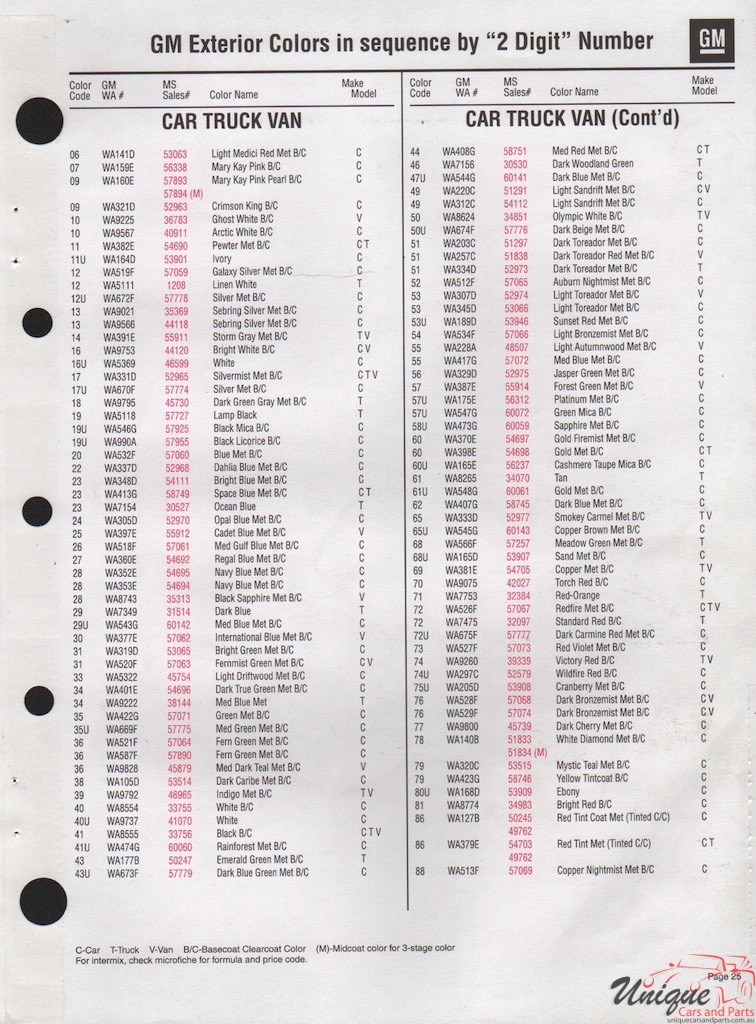 GM Exterior Colors in sequence by “2 Digit” Number
GM
Color Code GM WA # MS Sales# Color Name Make Model
CAR TRUCK VAN
06 WA141D 53063 Light Medici Red Met B/C C
07 WA159E 56338 Mary Kay Pink B/C C
09 WA160E 57893 Mary Kay Pink Pearl B/C C
57894 (M)
09 WA321D 52963 Crimson King B/C C
10 WA9225 36783 Ghost White B/C V
10 WA9567 40911 Arctic White B/C C
11 WA382E 54690 Pewter Met B/C C T
11U WA164D 53901 Ivory C
12 WA519F 57059 Galaxy Silver Met B/C C
12 WA5111 1208 Linen White T
12U WA672F 57778 Silver Met B/C C
13 WA9021 35369 Sebring Silver Met B/C C
13 WA9566 44118 Sebring Silver Met B/C C
14 WA391E 55911 Storm Gray Met B/C T V
16 WA9753 44120 Bright White B/C C V
16U WA5369 46599 White C
17 WA331D 52965 Silvermist Met B/C C T V
17U WA670F 57774 Silver Met B/C C
18 WA9795 45730 Dark Green Gray Met B/C T
19 WA5118 57727 Lamp Black T
19U WA546G 57925 Black Mica B/C C
19U WA990A 57955 Black Licorice B/C C
20 WA532F 57060 Blue Met B/C C
22 WA337D 52968 Dahlia Blue Met B/C C
23 WA348D 54111 Bright Blue Met B/C C
23 WA413G 58749 Space Blue Met B/C C T
23 WA7154 30527 Ocean Blue T
24 WA305D 52970 Opal Blue Met B/C C
25 WA397E 55912 Cadet Blue Met B/C V
26 WA518F 57061 Med Gulf Blue Met B/C C
27 WA360E 54692 Regal Blue Met B/C C
28 WA352E 54695 Navy Blue Met B/C C
28 WA353E 54694 Navy Blue Met B/C C
28 WA8743 35313 Black Sapphire Met B/C V
29 WA7349 31514 Dark Blue T
29U WA543G 60142 Med Blue Met B/C C
30 WA377E 57062 International Blue Met B/C V
31 WA319D 53065 Bright Green Met B/C C
31 WA520F 57063 Fernmist Green Met B/C C V
33 WA5322 45754 Light Driftwood Met B/C C
34 WA401E 54696 Dark True Green Met B/C C
34 WA9222 38144 Med Blue Met T
35 WA422G 57071 Green Met B/C C
35U WA669F 57775 Med Green Met B/C C
36 WA521F 57064 Fern Green Met B/C C
36 WA587F 57890 Fern Green Met B/C C
36 WA9828 45879 Med Dark Teal Met B/C V
38 WA105D 53514 Dark Caribe Met B/C C
39 WA9792 46965 Indigo Met B/C T V
40 WA8554 33755 White B/C C
40U WA9737 41070 White C
41 WA8555 33756 Black B/C C T V
41U WA474G 60060 Rainforest Met B/C C
43 WA177B 50247 Emerald Green Met B/C T
43U WA673F 57779 Dark Blue Green Met B/C C
Color Code GM WA # MS Sales# Color Name Make Model
CAR TRUCK VAN (Cont’d)
44 WA408G 58751 Med Red Met B/C C T
46 WA7156 30530 Dark Woodland Green T
47U WA544G 60141 Dark Blue Met B/C C
49 WA220C 51291 Light Sandrift Met B/C C V
49 WA312C 54112 Light Sandrift Met B/C C
50 WA8624 34851 Olympic White B/C T V
50U WA674F 57776 Dark Beige Met B/C C
51 WA203C 51297 Dark Toreador Met B/C C
51 WA257C 51838 Dark Toreador Red Met B/C V
51 WA334D 52973 Dark Toreador Met B/C T
52 WA512F 57065 Auburn Nightmist Met B/C C
53 WA307D 52974 Light Toreador Met B/C V
53 WA345D 53066 Light Toreador Met B/C C
53U WA189D 53946 Sunset Red Met B/C C
54 WA534F 57066 Light Bronzemist Met B/C C
55 WA228A 48507 Light Autumnwood Met B/C V
55 WA417G 57072 Med Blue Met B/C C
56 WA329D 52975 Jasper Green Met B/C C
57 WA387E 55914 Forest Green Met B/C V
57U WA175E 56312 Platinum Met B/C C
57U WA547G 60072 Green Mica B/C C
58U WA473G 60059 Sapphire Met B/C C
60 WA370E 54697 Gold Firemist Met B/C C
60 WA398E 54698 Gold Met B/C C T
60U WA165E 56237 Cashmere Taupe Mica B/C C
61 WA8265 34070 Tan T
61U WA548G 60061 Gold Met B/C C
62 WA407G 58745 Dark Blue Met B/C C
65 WA333D 52977 Smokey Carmel Met B/C T V
65U WA545G 60143 Copper Brown Met B/C C
68 WA566F 57257 Meadow Green Met B/C T
68U WA165D 53907 Sand Met B/C C
69 WA381E 54705 Copper Met B/C T V
70 WA9075 42027 Torch Red B/C C
71 WA7753 32384 Red-Orange T
72 WA526F 57067 Redfire Met B/C C T V
72 WA7475 32097 Standard Red B/C T
72U WA675F 57777 Dark Carmine Red Met B/C C
73 WA527F 57073 Red Violet Met B/C C
74 WA9260 39339 Victory Red B/C T V
74U WA297C 52579 Wildfire Red B/C C
75U WA205D 53908 Cranberry Met B/C C
76 WA528F 57068 Dark Bronzemist Met B/C C V
76 WA529F 57074 Dark Bronzemist Met B/C C V
77 WA9800 45739 Dark Cherry Met B/C C
78 WA140B 51833 White Diamond Met B/C C
51834 (M)
79 WA320C 53515 Mystic Teal Met B/C C
79 WA423G 58746 Yellow Tintcoat B/C C
80U WA168D 53909 Ebony C
81 WA8774 34983 Bright Red B/C C
86 WA127B 50245 Red Tint Coat Met (Tinted C/C) C
49762
86 WA379E 54703 Red Tint Met (Tinted C/C) C T
49762
88 WA513F 57069 Copper Nightmist Met B/C C
C-Car T-Truck V-Van B/C-Basecoat Clearcoat Color (M)-Midcoat color for 3-stage color
For intermix, check microfiche for formula and price code.
Page 25
Unique
Cars and Parts
uniquecarsandparts.com.au